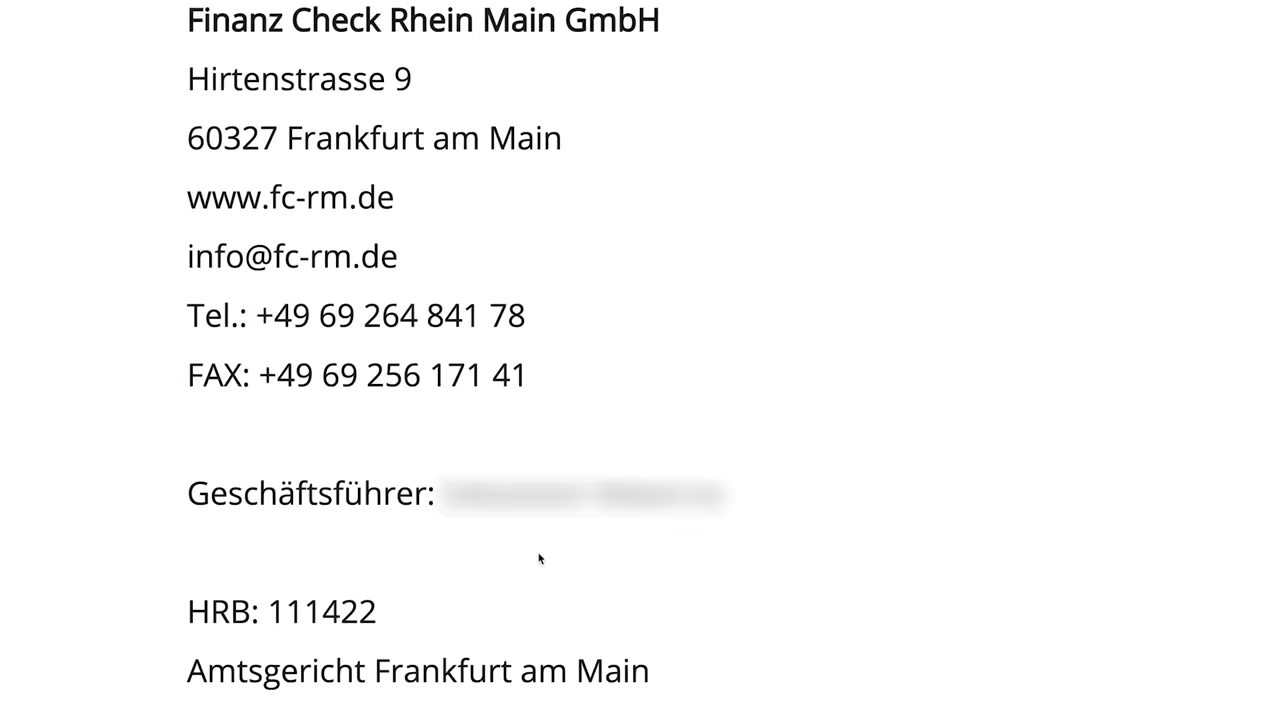 Finanz Check Rhein Main GmbH
Hirtenstrasse 9
60327 Frankfurt am Main
www.fc-rm.de
info@fc-rm.de
Tel.: +49 69 264 841 78
FAX: +49 69 256 171 41
Geschäftsführer:
HRB: 111422
Amtsgericht Frankfurt am Main